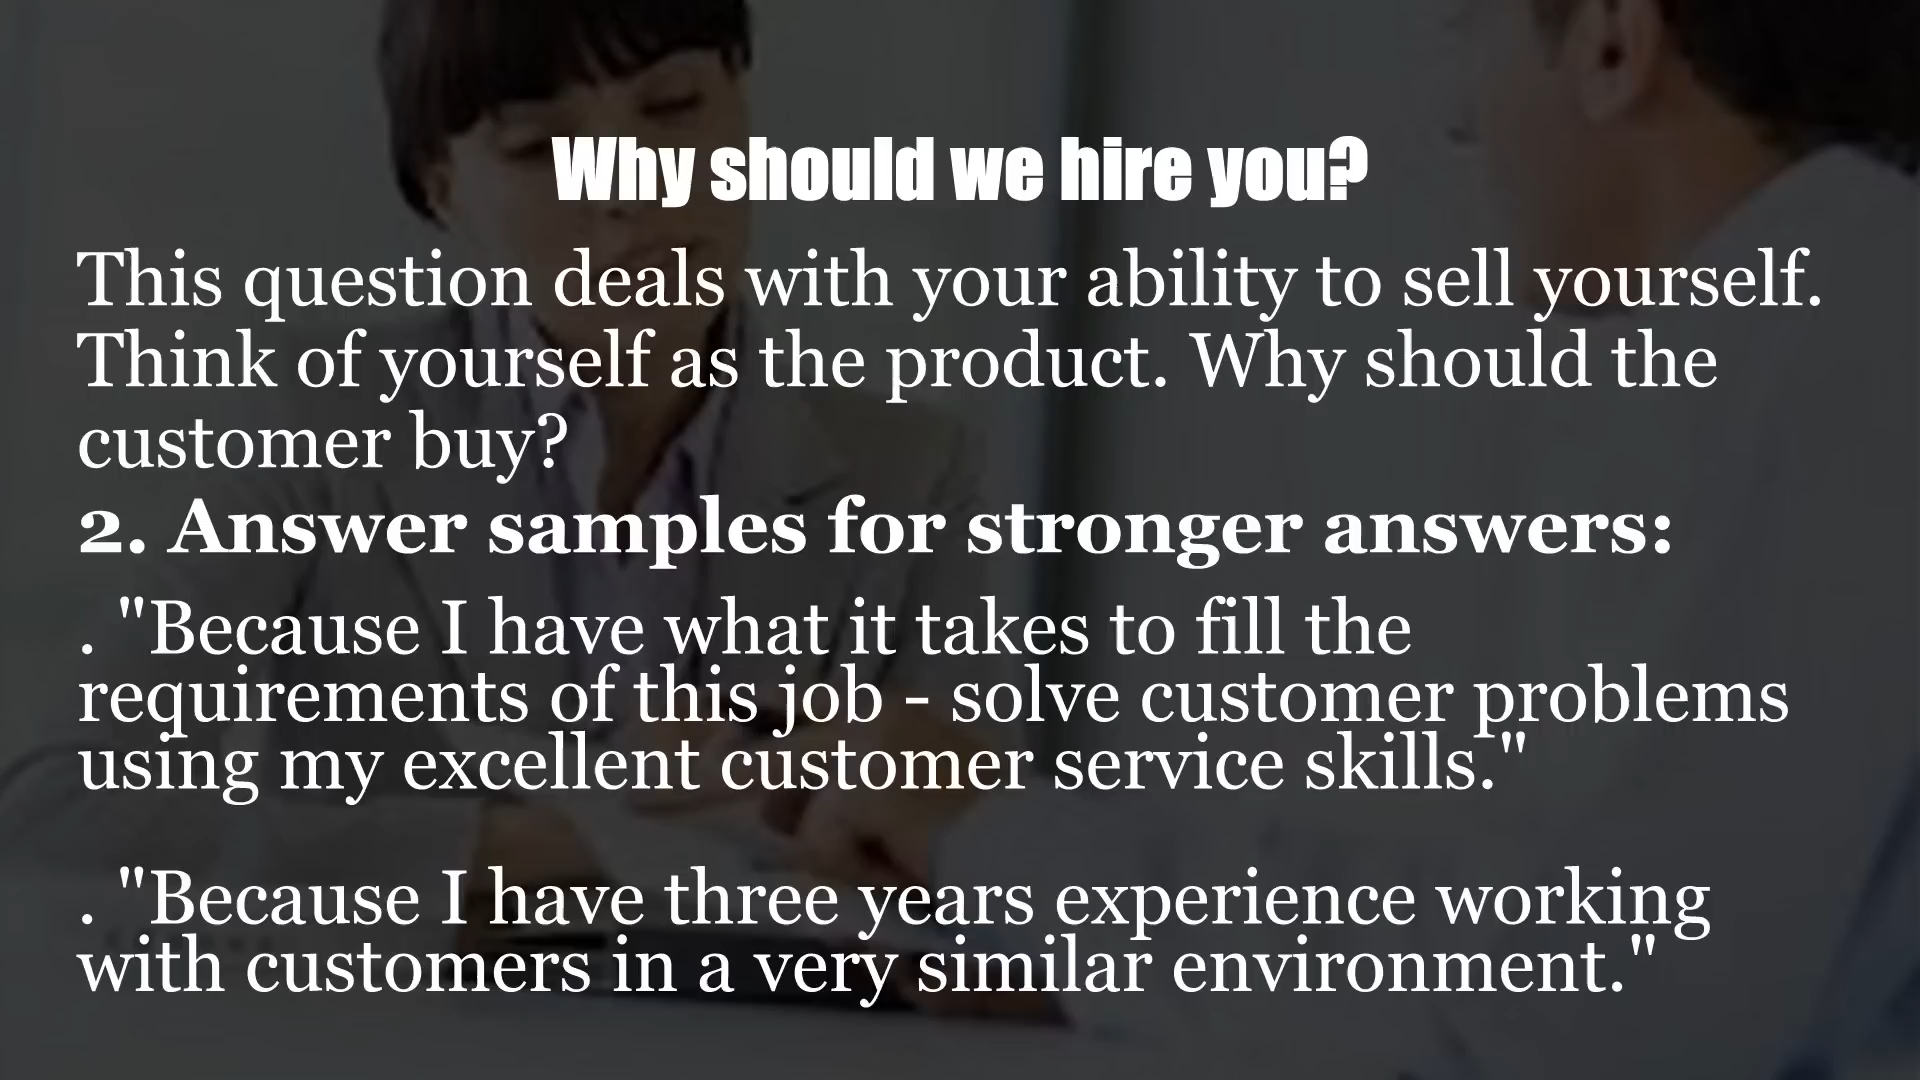 Why should we hire you?
This question deals with your ability to sell yourself.
Think of yourself as the product. Why should the
customer buy?
2. Answer samples for stronger answers:
. "Because I have what it takes to fill the
requirements of this job - solve customer problems
using my excellent customer service skills."
. "Because I have three years experience working
with customers in a very similar environment."